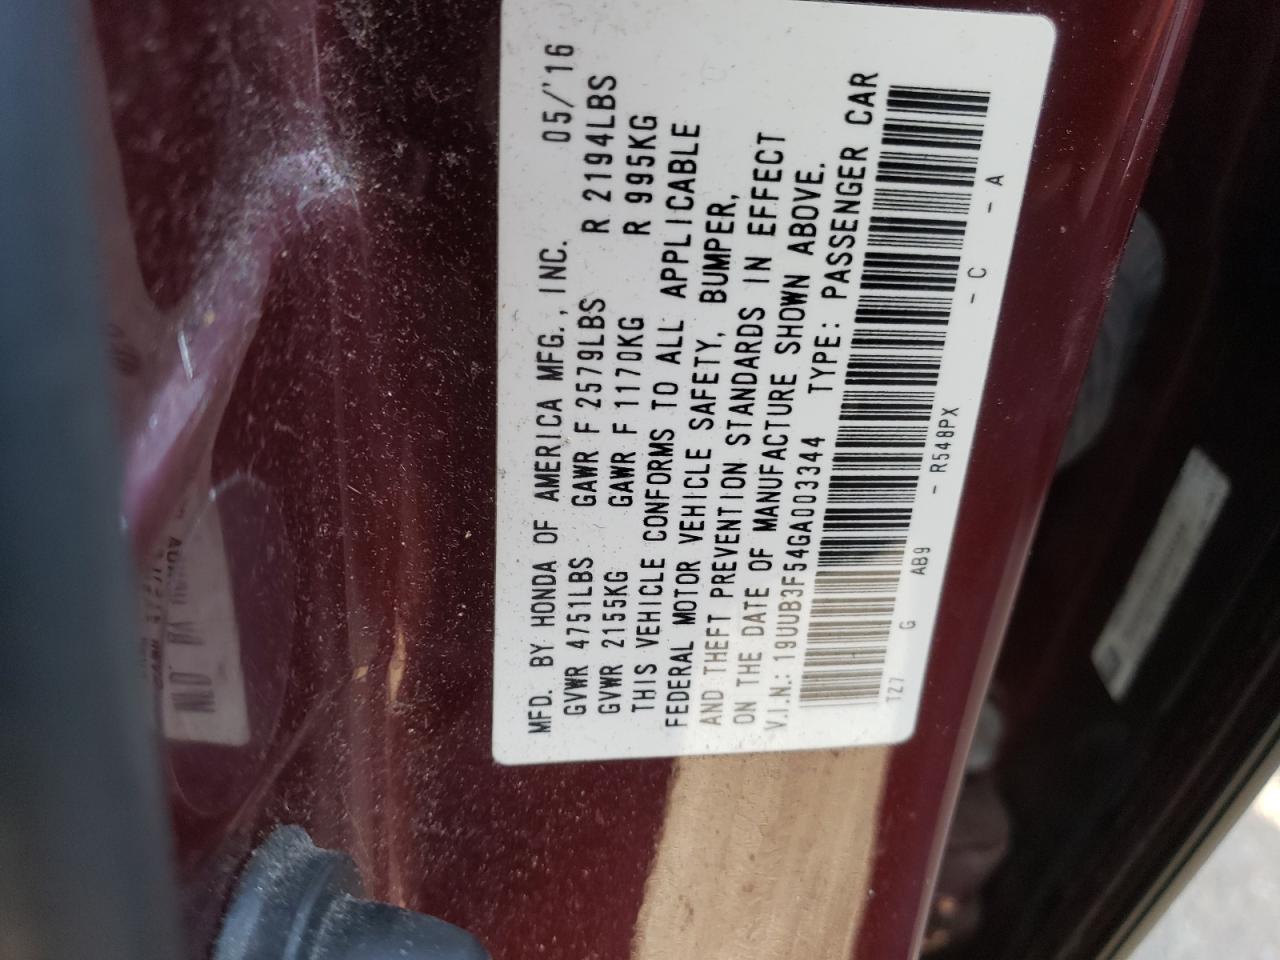 MFD. BY HONDA OF AMERICA MFG., INC. 05/'16
GVWR 4751LBS GAWR F 2579LBS R 2194LBS
GVWR 2155KG GAWR F 1170KG R 995KG
THIS VEHICLE CONFORMS TO ALL APPLICABLE
FEDERAL MOTOR VEHICLE SAFETY, BUMPER,
AND THEFT PREVENTION STANDARDS IN EFFECT
ON THE DATE OF MANUFACTURE SHOWN ABOVE.
V.I.N.: 19UUB3F54GA003344 TYPE: PASSENGER CAR
TZ7 G AB9 - R548PX - C - A